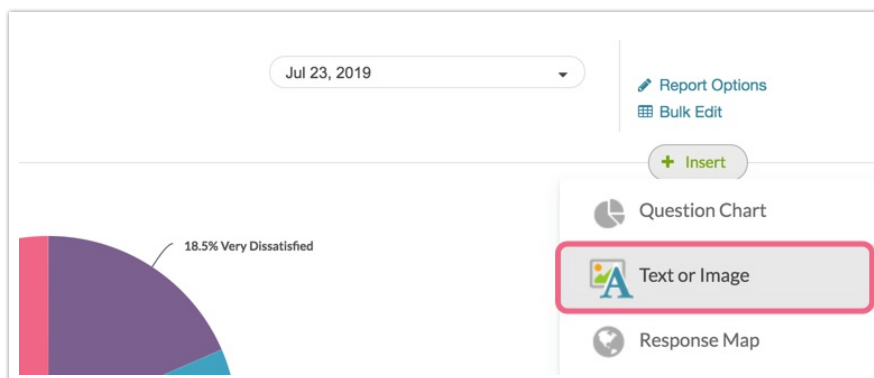 Jul 23, 2019
Report Options
Bulk Edit
+ Insert
Question Chart
18.5% Very Dissatisfied
Text or Image
Response Map